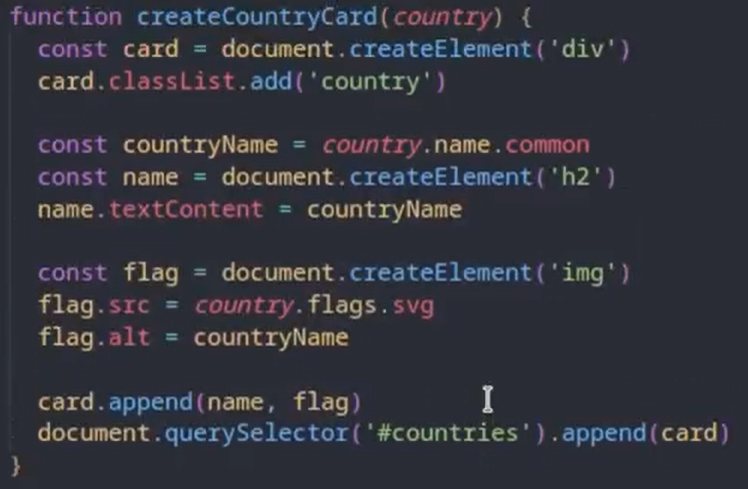 function createCountryCard(country) {
const card = document.createElement('div')
card.classList.add('country')
const countryName = country.name.common
const name = document.createElement('h2')
name.textContent = countryName
const flag = document.createElement('img')
flag.src = country.flags.svg
flag.alt = countryName
card.append(name, flag)
document.querySelector('#countries').append(card)
}